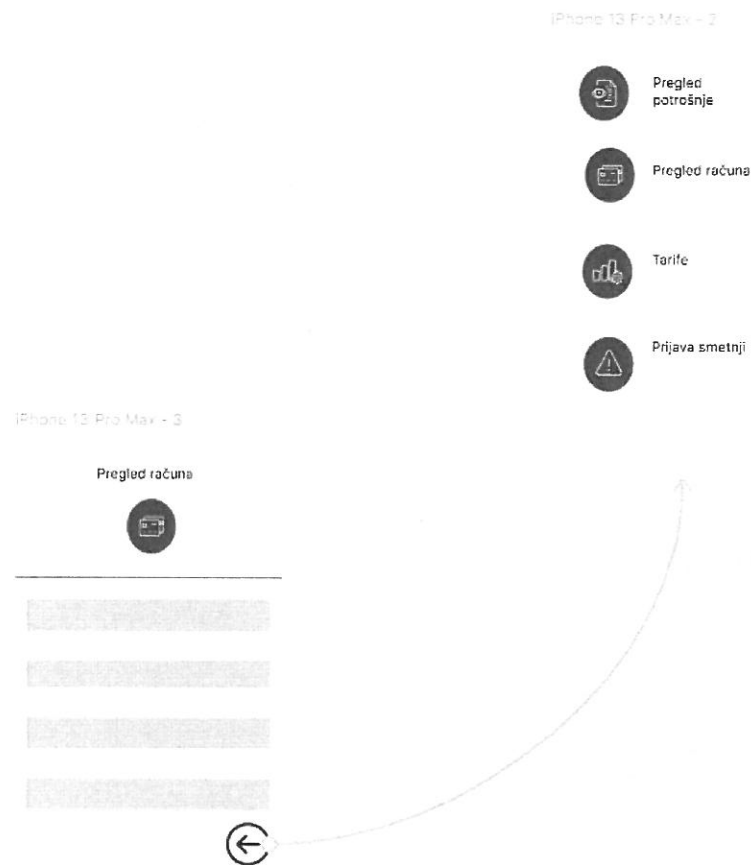 iPhone 13 Pro Max - 2
Pregled
potrošnje
Pregled računa
Tarife
Prijava smetnji
iPhone 13 Pro Max - 3
Pregled računa